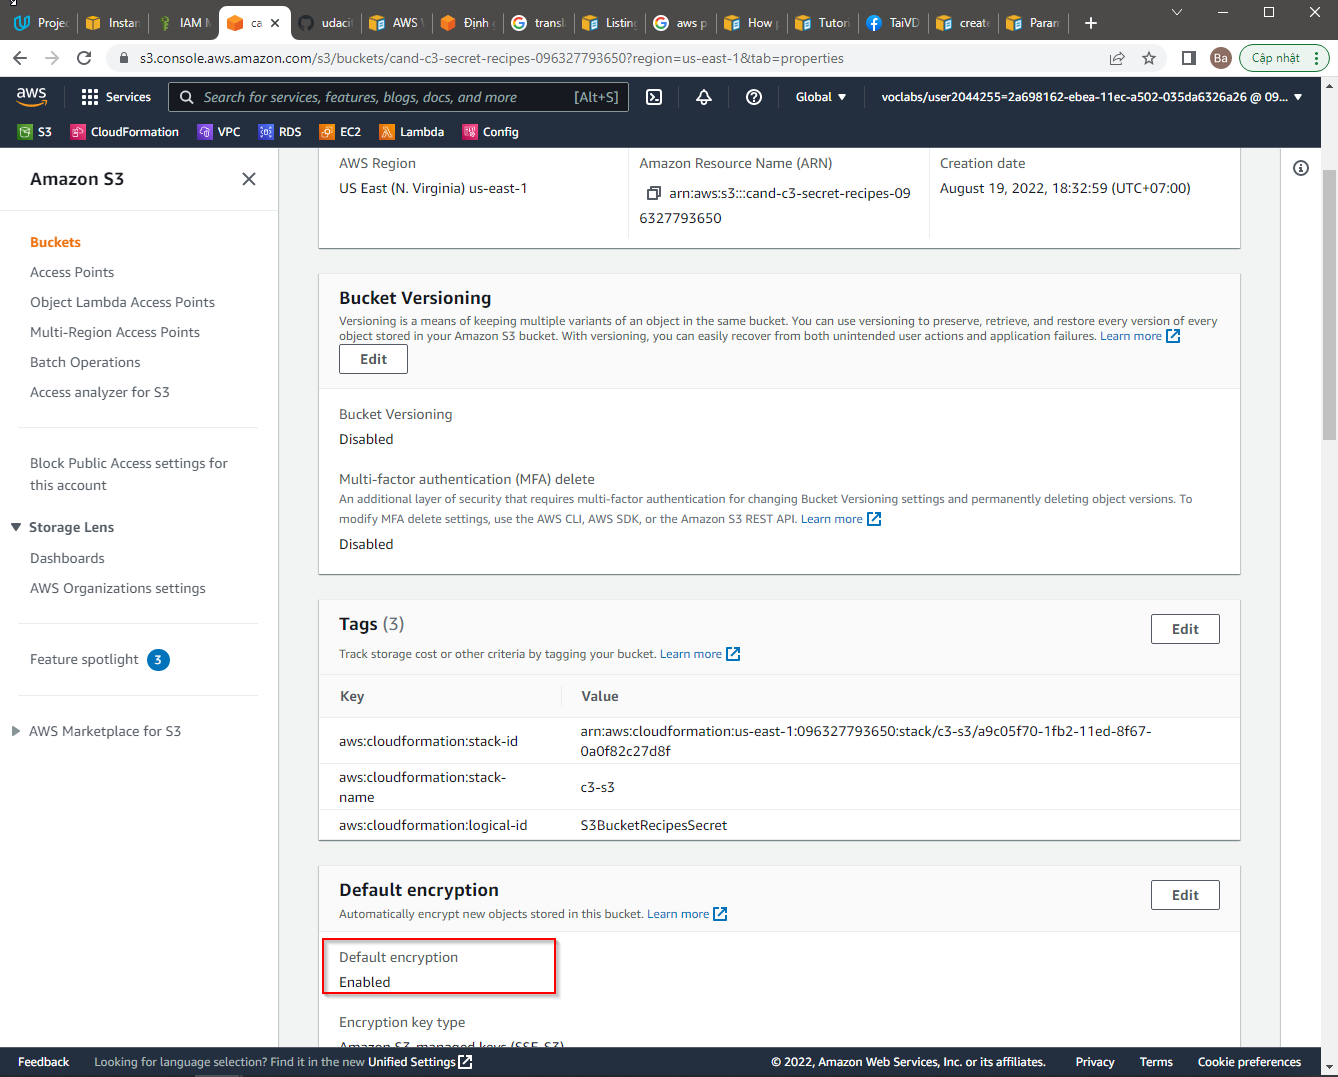 Projec
Instan
IAM M
ca
udacit
AWS V
Định
transl
Listing
aws p
How
Tutori
TaiVD
create
Param
s3.console.aws.amazon.com/s3/buckets/cand-c3-secret-recipes-096327793650?region=us-east-1&tab=properties
Ba
Cập nhật
aws
Services
Search for services, features, blogs, docs, and more
[Alt+S]
Global
voclabs/user2044255=2a698162-ebea-11ec-a502-035da6326a26 @ 09...
S3
CloudFormation
VPC
RDS
EC2
Lambda
Config
Amazon S3
Buckets
Access Points
Object Lambda Access Points
Multi-Region Access Points
Batch Operations
Access analyzer for S3
Block Public Access settings for
this account
Storage Lens
Dashboards
AWS Organizations settings
Feature spotlight 3
AWS Marketplace for S3
AWS Region
US East (N. Virginia) us-east-1
Amazon Resource Name (ARN)
arn:aws:s3:::cand-c3-secret-recipes-09
6327793650
Creation date
August 19, 2022, 18:32:59 (UTC+07:00)
Bucket Versioning
Versioning is a means of keeping multiple variants of an object in the same bucket. You can use versioning to preserve, retrieve, and restore every version of every
object stored in your Amazon S3 bucket. With versioning, you can easily recover from both unintended user actions and application failures. Learn more
Edit
Bucket Versioning
Disabled
Multi-factor authentication (MFA) delete
An additional layer of security that requires multi-factor authentication for changing Bucket Versioning settings and permanently deleting object versions. To
modify MFA delete settings, use the AWS CLI, AWS SDK, or the Amazon S3 REST API. Learn more
Disabled
Tags (3)
Edit
Track storage cost or other criteria by tagging your bucket. Learn more
Key
Value
aws:cloudformation:stack-id
arn:aws:cloudformation:us-east-1:096327793650:stack/c3-s3/a9c05f70-1fb2-11ed-8f67-
0a0f82c27d8f
aws:cloudformation:stack-
name
c3-s3
aws:cloudformation:logical-id
S3BucketRecipesSecret
Default encryption
Edit
Automatically encrypt new objects stored in this bucket. Learn more
Default encryption
Enabled
Encryption key type
Amazon S3-managed keys (SSE-S3)
Feedback
Looking for language selection? Find it in the new Unified Settings
© 2022, Amazon Web Services, Inc. or its affiliates.
Privacy
Terms
Cookie preferences